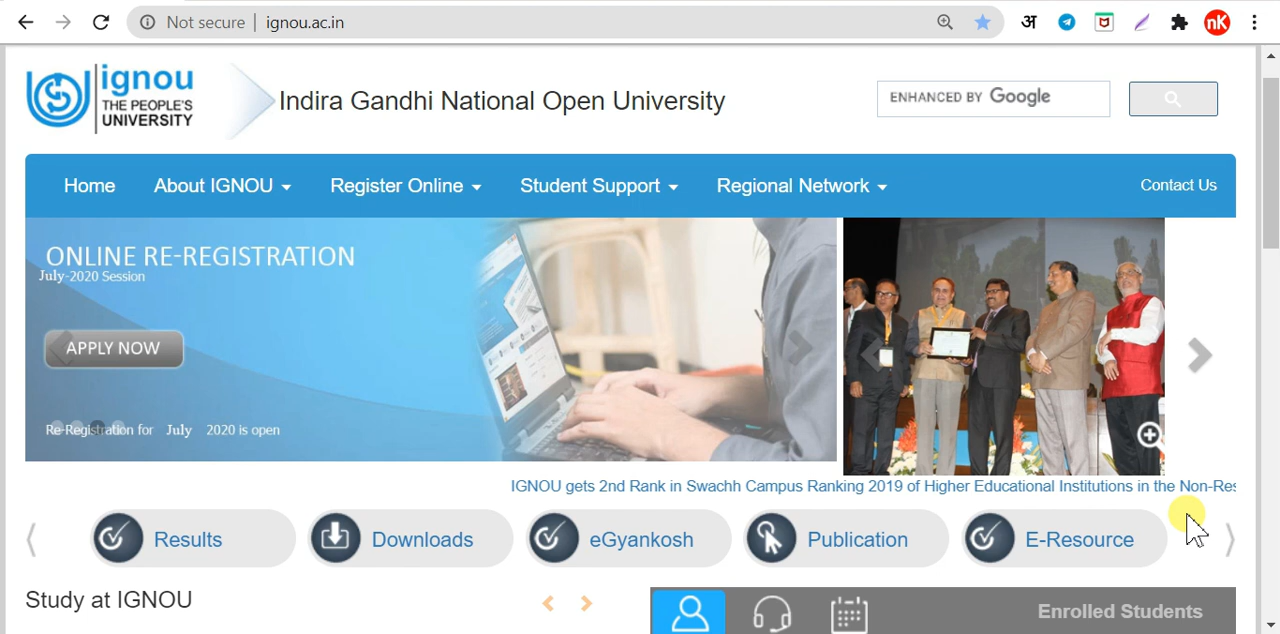 Not secure | ignou.ac.in
अ
nK
ignou
THE PEOPLE'S
UNIVERSITY
Indira Gandhi National Open University
ENHANCED BY Google
Home
About IGNOU
Register Online
Student Support
Regional Network
Contact Us
ONLINE RE-REGISTRATION
July-2020 Session
APPLY NOW
Re-Registration for July 2020 is open
IGNOU gets 2nd Rank in Swachh Campus Ranking 2019 of Higher Educational Institutions in the Non-Res
Results
Downloads
eGyankosh
Publication
E-Resource
Study at IGNOU
Enrolled Students